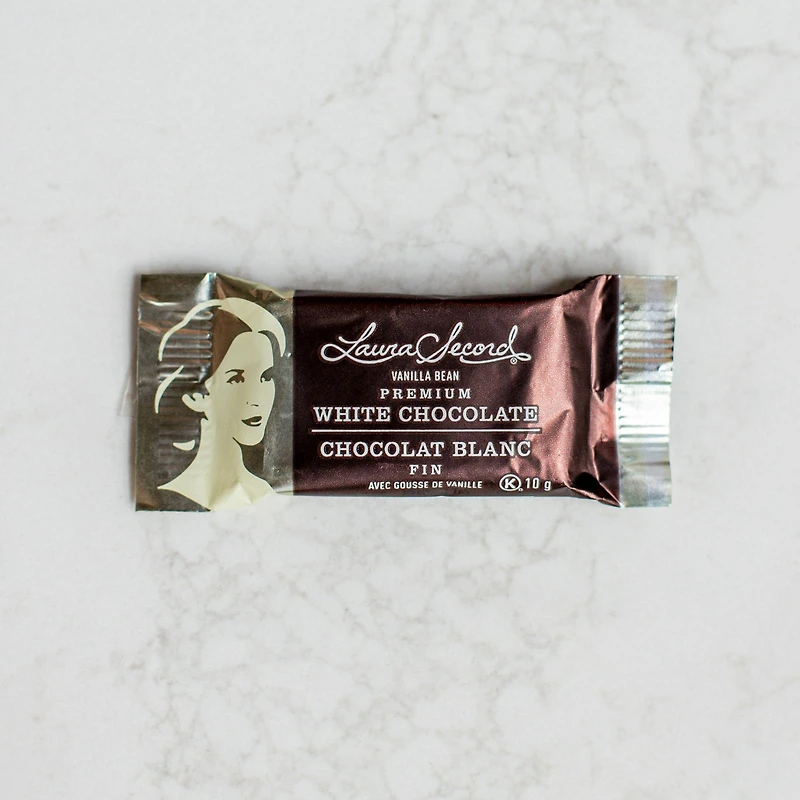 Laura Secord®
VANILLA BEAN
PREMIUM
WHITE CHOCOLATE
CHOCOLAT BLANC
FIN
AVEC GOUSSE DE VANILLE K 10 g